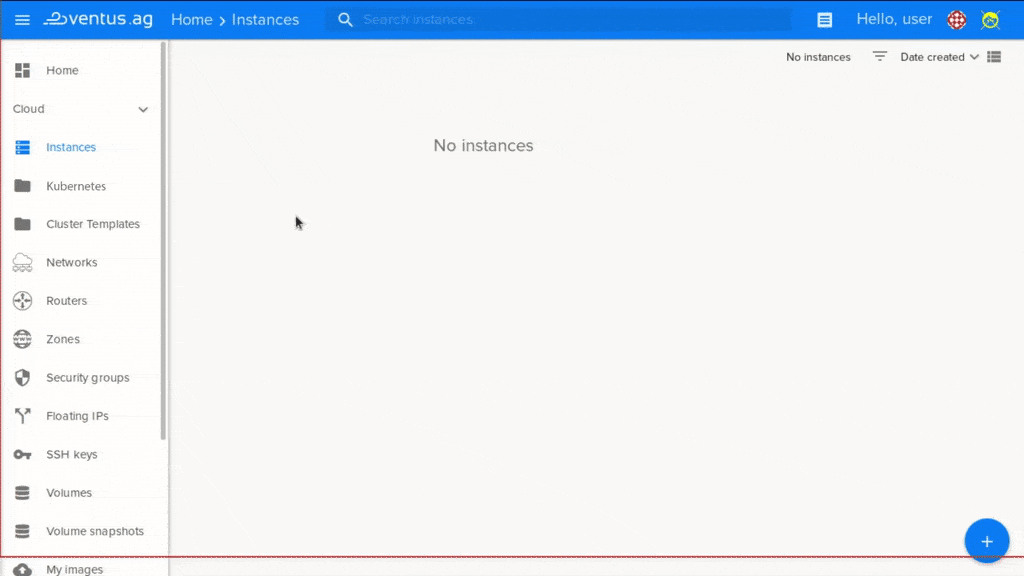 ventus.ag Home Instances Search instances. Hello, user
No instances Date created
Home
Cloud
No instances
Instances
Kubernetes
Cluster Templates
Networks
Routers
Zones
Security groups
Floating IPs
SSH keys
Volumes
Volume snapshots
+
My images